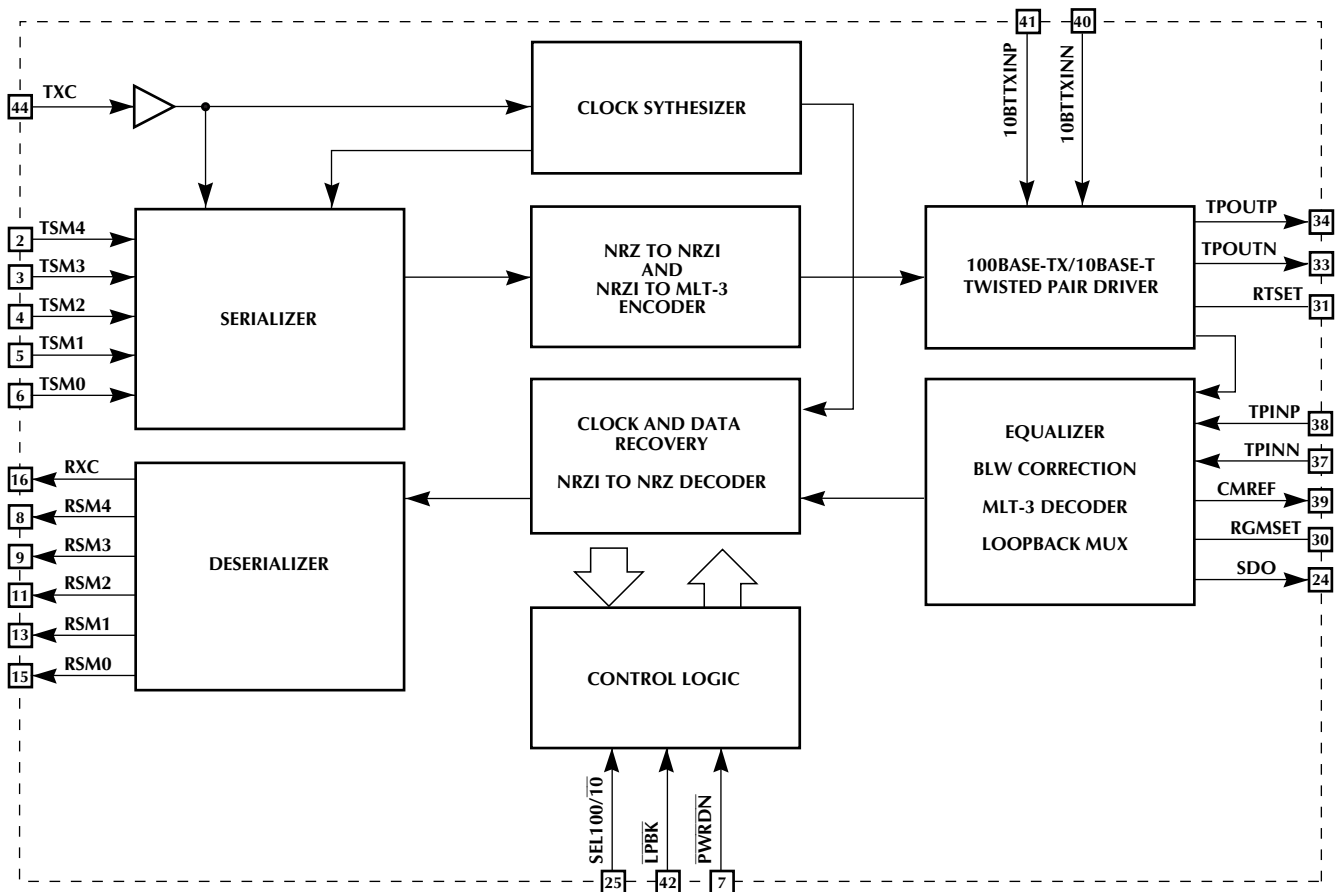 41
40
10BTTXINP
10BTTXINN
44
TXC
CLOCK SYTHESIZER
2
TSM4
3
TSM3
4
TSM2
5
TSM1
6
TSM0
SERIALIZER
NRZ TO NRZI
AND
NRZI TO MLT-3
ENCODER
100BASE-TX/10BASE-T
TWISTED PAIR DRIVER
TPOUTP
34
TPOUTN
33
RTSET
31
CLOCK AND DATA
RECOVERY
NRZI TO NRZ DECODER
EQUALIZER
BLW CORRECTION
MLT-3 DECODER
LOOPBACK MUX
TPINP
38
TPINN
37
CMREF
39
RGMSET
30
SDO
24
16
RXC
8
RSM4
9
RSM3
11
RSM2
13
RSM1
15
RSM0
DESERIALIZER
CONTROL LOGIC
SEL100/1̅0̅
L̅P̅B̅K̅
P̅W̅R̅D̅N̅
25
42
7